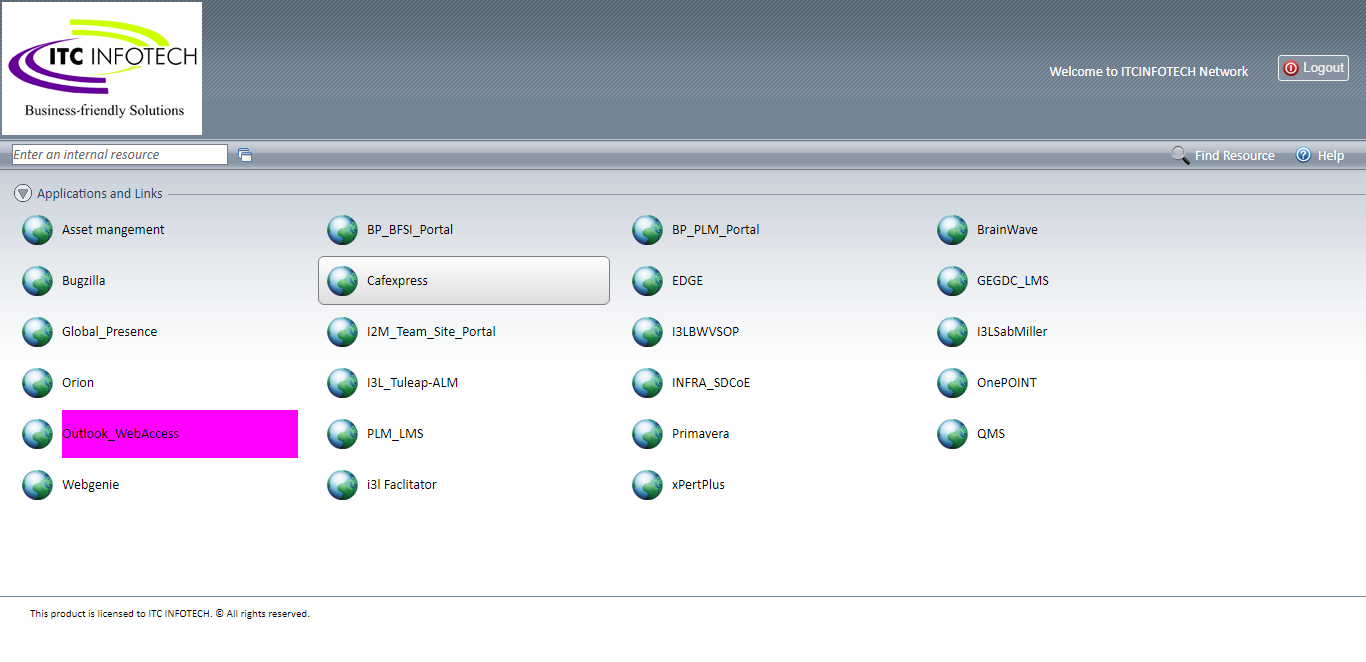 ITC INFOTECH
Business-friendly Solutions
Welcome to ITCINFOTECH Network
Logout
Enter an internal resource
Find Resource
Help
Applications and Links
Asset mangement BP_BFSI_Portal BP_PLM_Portal BrainWave
Bugzilla Cafexpress EDGE GEGDC_LMS
Global_Presence I2M_Team_Site_Portal I3LBWVSOP I3LSabMiller
Orion I3L_Tuleap-ALM INFRA_SDCoE OnePOINT
Outlook_WebAccess PLM_LMS Primavera QMS
Webgenie i3l Faclitator xPertPlus
This product is licensed to ITC INFOTECH. © All rights reserved.